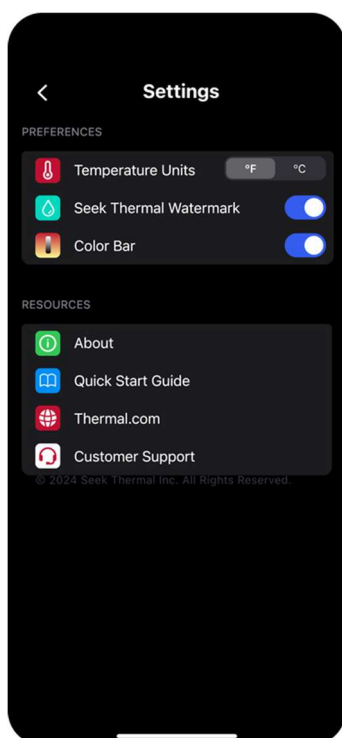 Settings
PREFERENCES
Temperature Units °F °C
Seek Thermal Watermark
Color Bar
RESOURCES
About
Quick Start Guide
Thermal.com
Customer Support
© 2024 Seek Thermal Inc. All Rights Reserved.